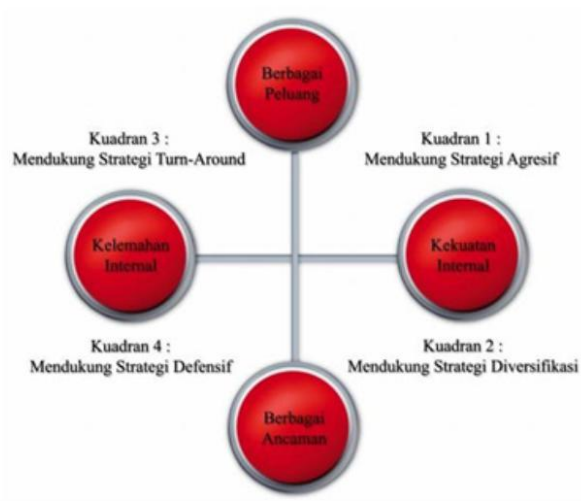 Berbagai
Peluang
Kuadran 3 :
Mendukung Strategi Turn-Around
Kuadran 1 :
Mendukung Strategi Agresif
Kelemahan
Internal
Kekuatan
Internal
Kuadran 4 :
Mendukung Strategi Defensif
Kuadran 2 :
Mendukung Strategi Diversifikasi
Berbagai
Ancaman